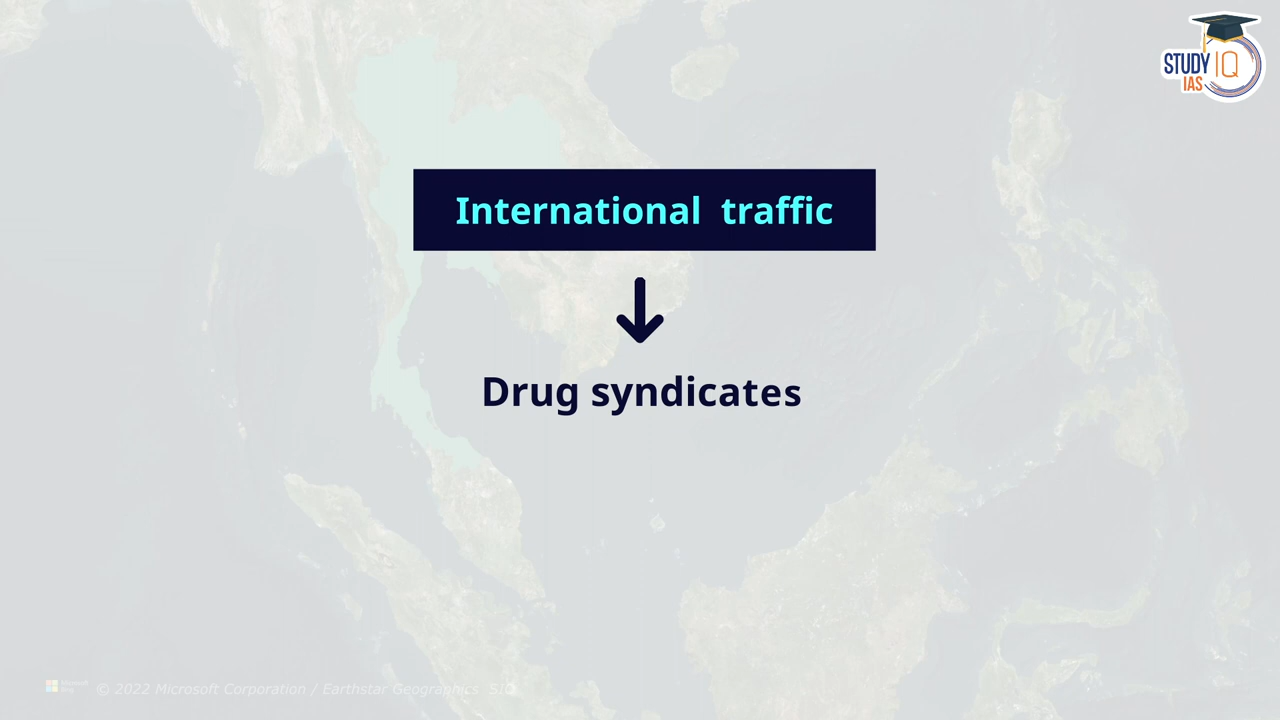 STUDY IQ
IAS
International traffic
Drug syndicates
© 2022 Microsoft Corporation / Earthstar Geographics SIO